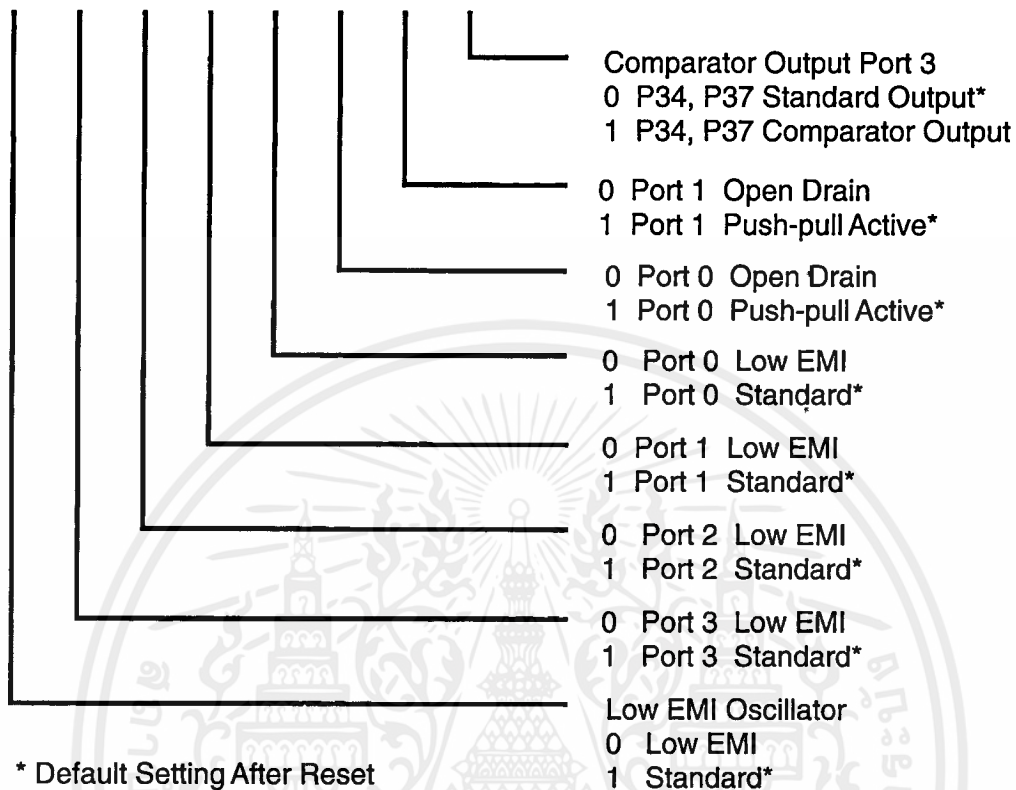 Comparator Output Port 3
0 P34, P37 Standard Output*
1 P34, P37 Comparator Output
0 Port 1 Open Drain
1 Port 1 Push-pull Active*
0 Port 0 Open Drain
1 Port 0 Push-pull Active*
0 Port 0 Low EMI
1 Port 0 Standard*
0 Port 1 Low EMI
1 Port 1 Standard*
0 Port 2 Low EMI
1 Port 2 Standard*
0 Port 3 Low EMI
1 Port 3 Standard*
Low EMI Oscillator
0 Low EMI
1 Standard*
* Default Setting After Reset